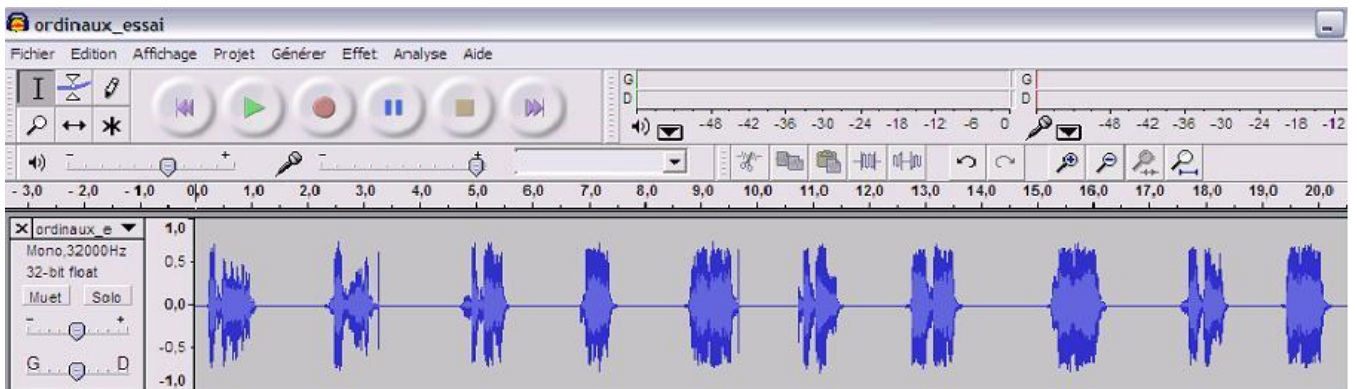 ordinaux_essai
Fichier Edition Affichage Projet Générer Effet Analyse Aide
G
D
-48 -42 -36 -30 -24 -18 -12 -6 0
G
D
-48 -42 -36 -30 -24 -18 -12
- + - +
- 3,0 - 2,0 - 1,0 0,0 1,0 2,0 3,0 4,0 5,0 6,0 7,0 8,0 9,0 10,0 11,0 12,0 13,0 14,0 15,0 16,0 17,0 18,0 19,0 20,0
ordinaux_e
Mono,32000Hz
32-bit float
Muet Solo
- +
G D
1,0
0,5
0,0
-0,5
-1,0